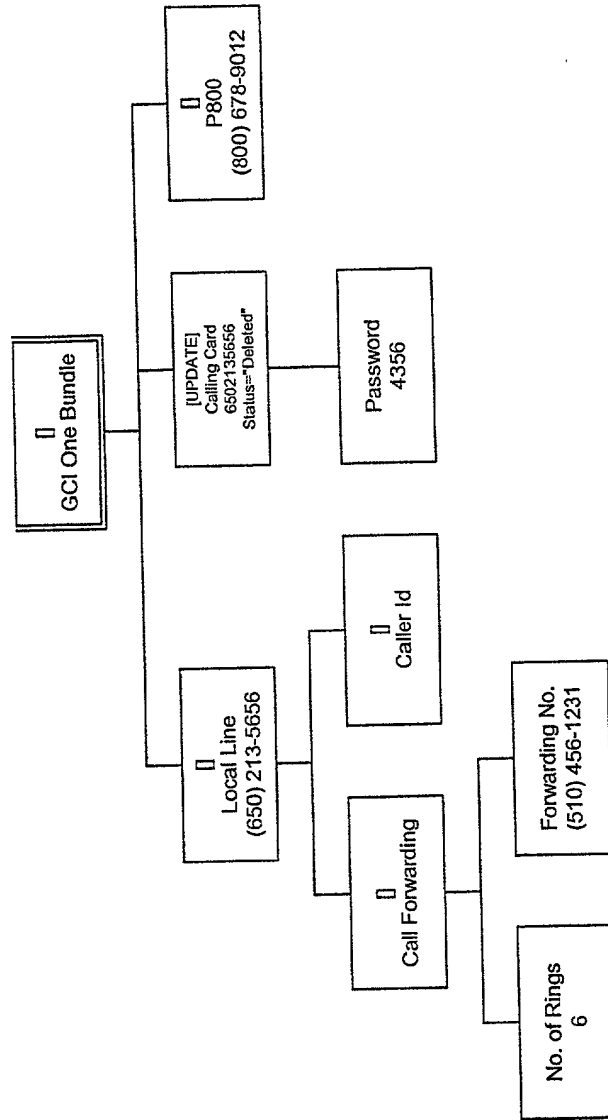 []
GCI One Bundle
[]
Local Line
(650) 213-5656
[UPDATE]
Calling Card
6502135656
Status="Deleted"
[]
P800
(800) 678-9012
[]
Call Forwarding
[]
Caller Id
Password
4356
No. of Rings
6
Forwarding No.
(510) 456-1231